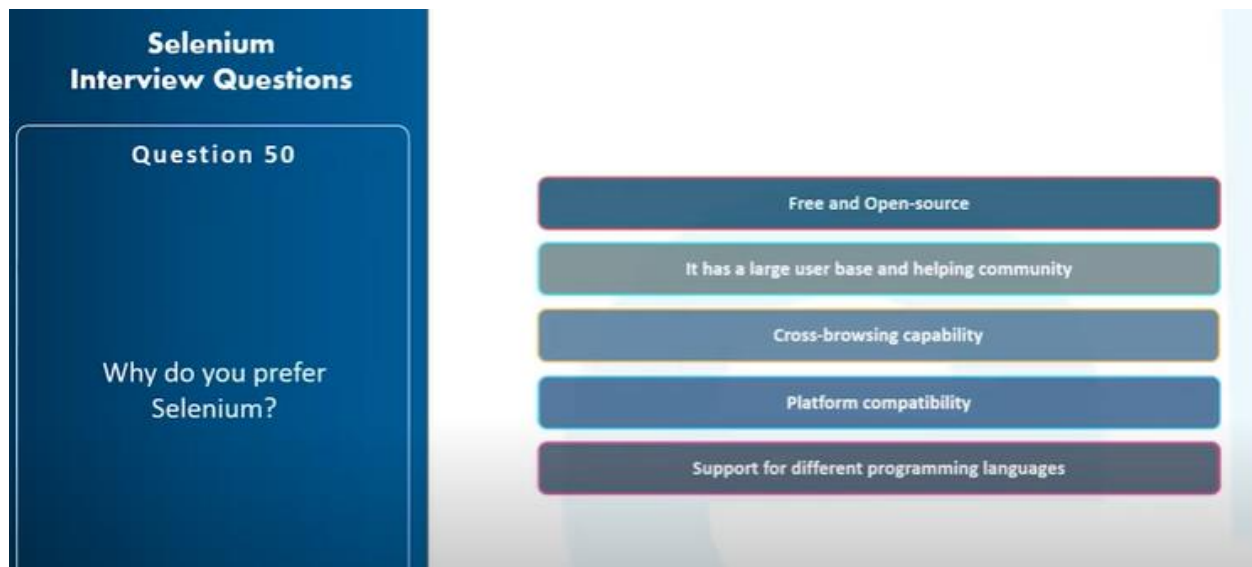 Selenium
Interview Questions
Question 50
Why do you prefer
Selenium?
Free and Open-source
It has a large user base and helping community
Cross-browsing capability
Platform compatibility
Support for different programming languages